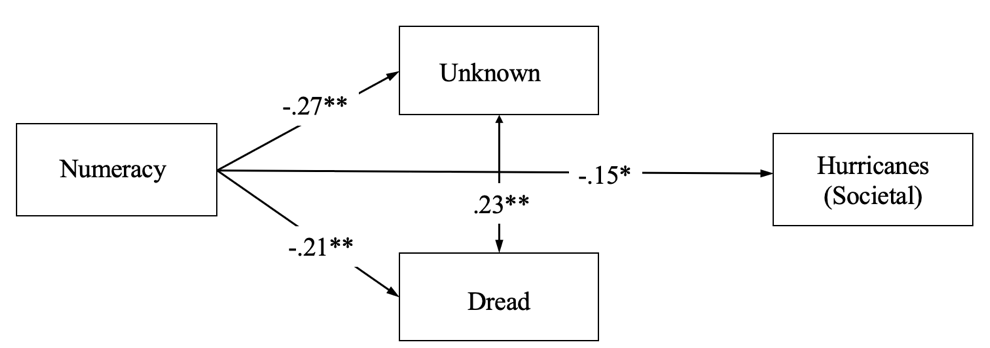 Unknown
-.27**
Numeracy
Hurricanes
(Societal)
-.15*
.23**
-.21**
Dread